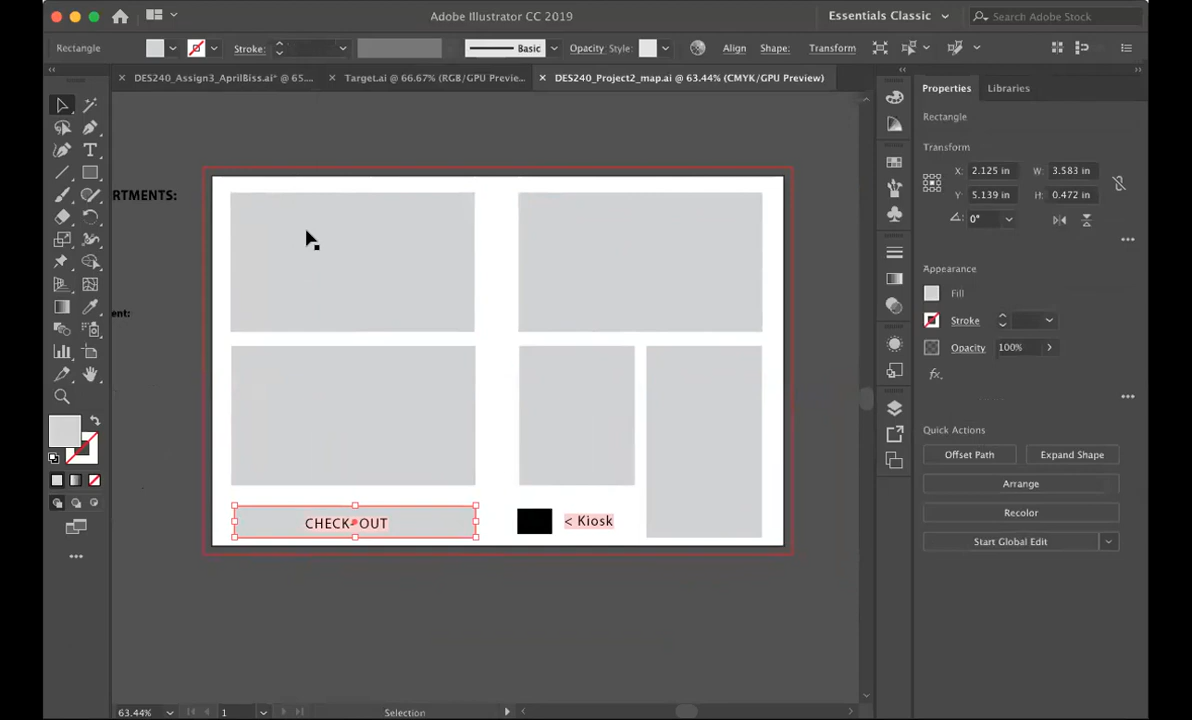 Adobe Illustrator CC 2019
Essentials Classic
Search Adobe Stock
Rectangle
Stroke:
Basic
Opacity
Style:
Align
Shape:
Transform
DES240_Assign3_AprilBiss.ai* @ 65....
Target.ai @ 66.67% (RGB/GPU Previe...
DES240_Project2_map.ai @ 63.44% (CMYK/GPU Preview)
Properties
Libraries
Rectangle
Transform
X: 2.125 in
W: 3.583 in
Y: 5.139 in
H: 0.472 in
0°
Appearance
Fill
Stroke
Opacity
100%
fx.
Quick Actions
Offset Path
Expand Shape
Arrange
Recolor
Start Global Edit
RTMENTS:
ent:
CHECK-OUT
< Kiosk
63.44%
1
Selection